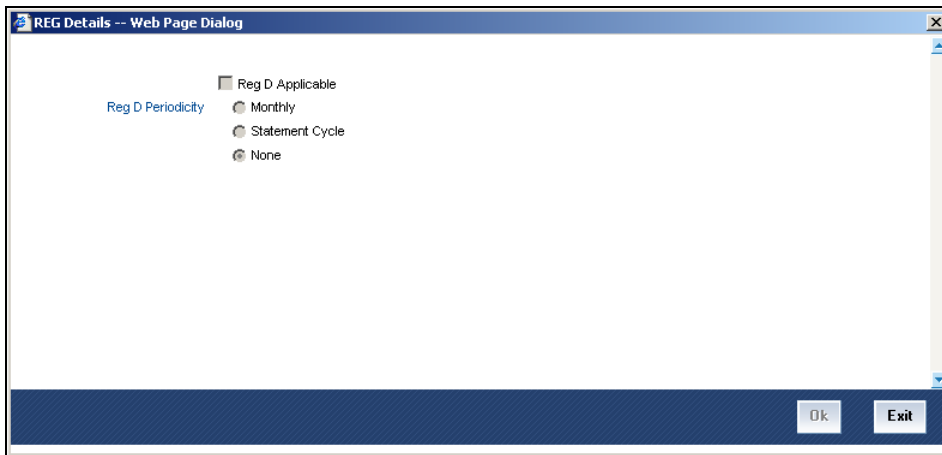 REG Details -- Web Page Dialog
Reg D Applicable
Reg D Periodicity Monthly
Statement Cycle
None
Ok Exit